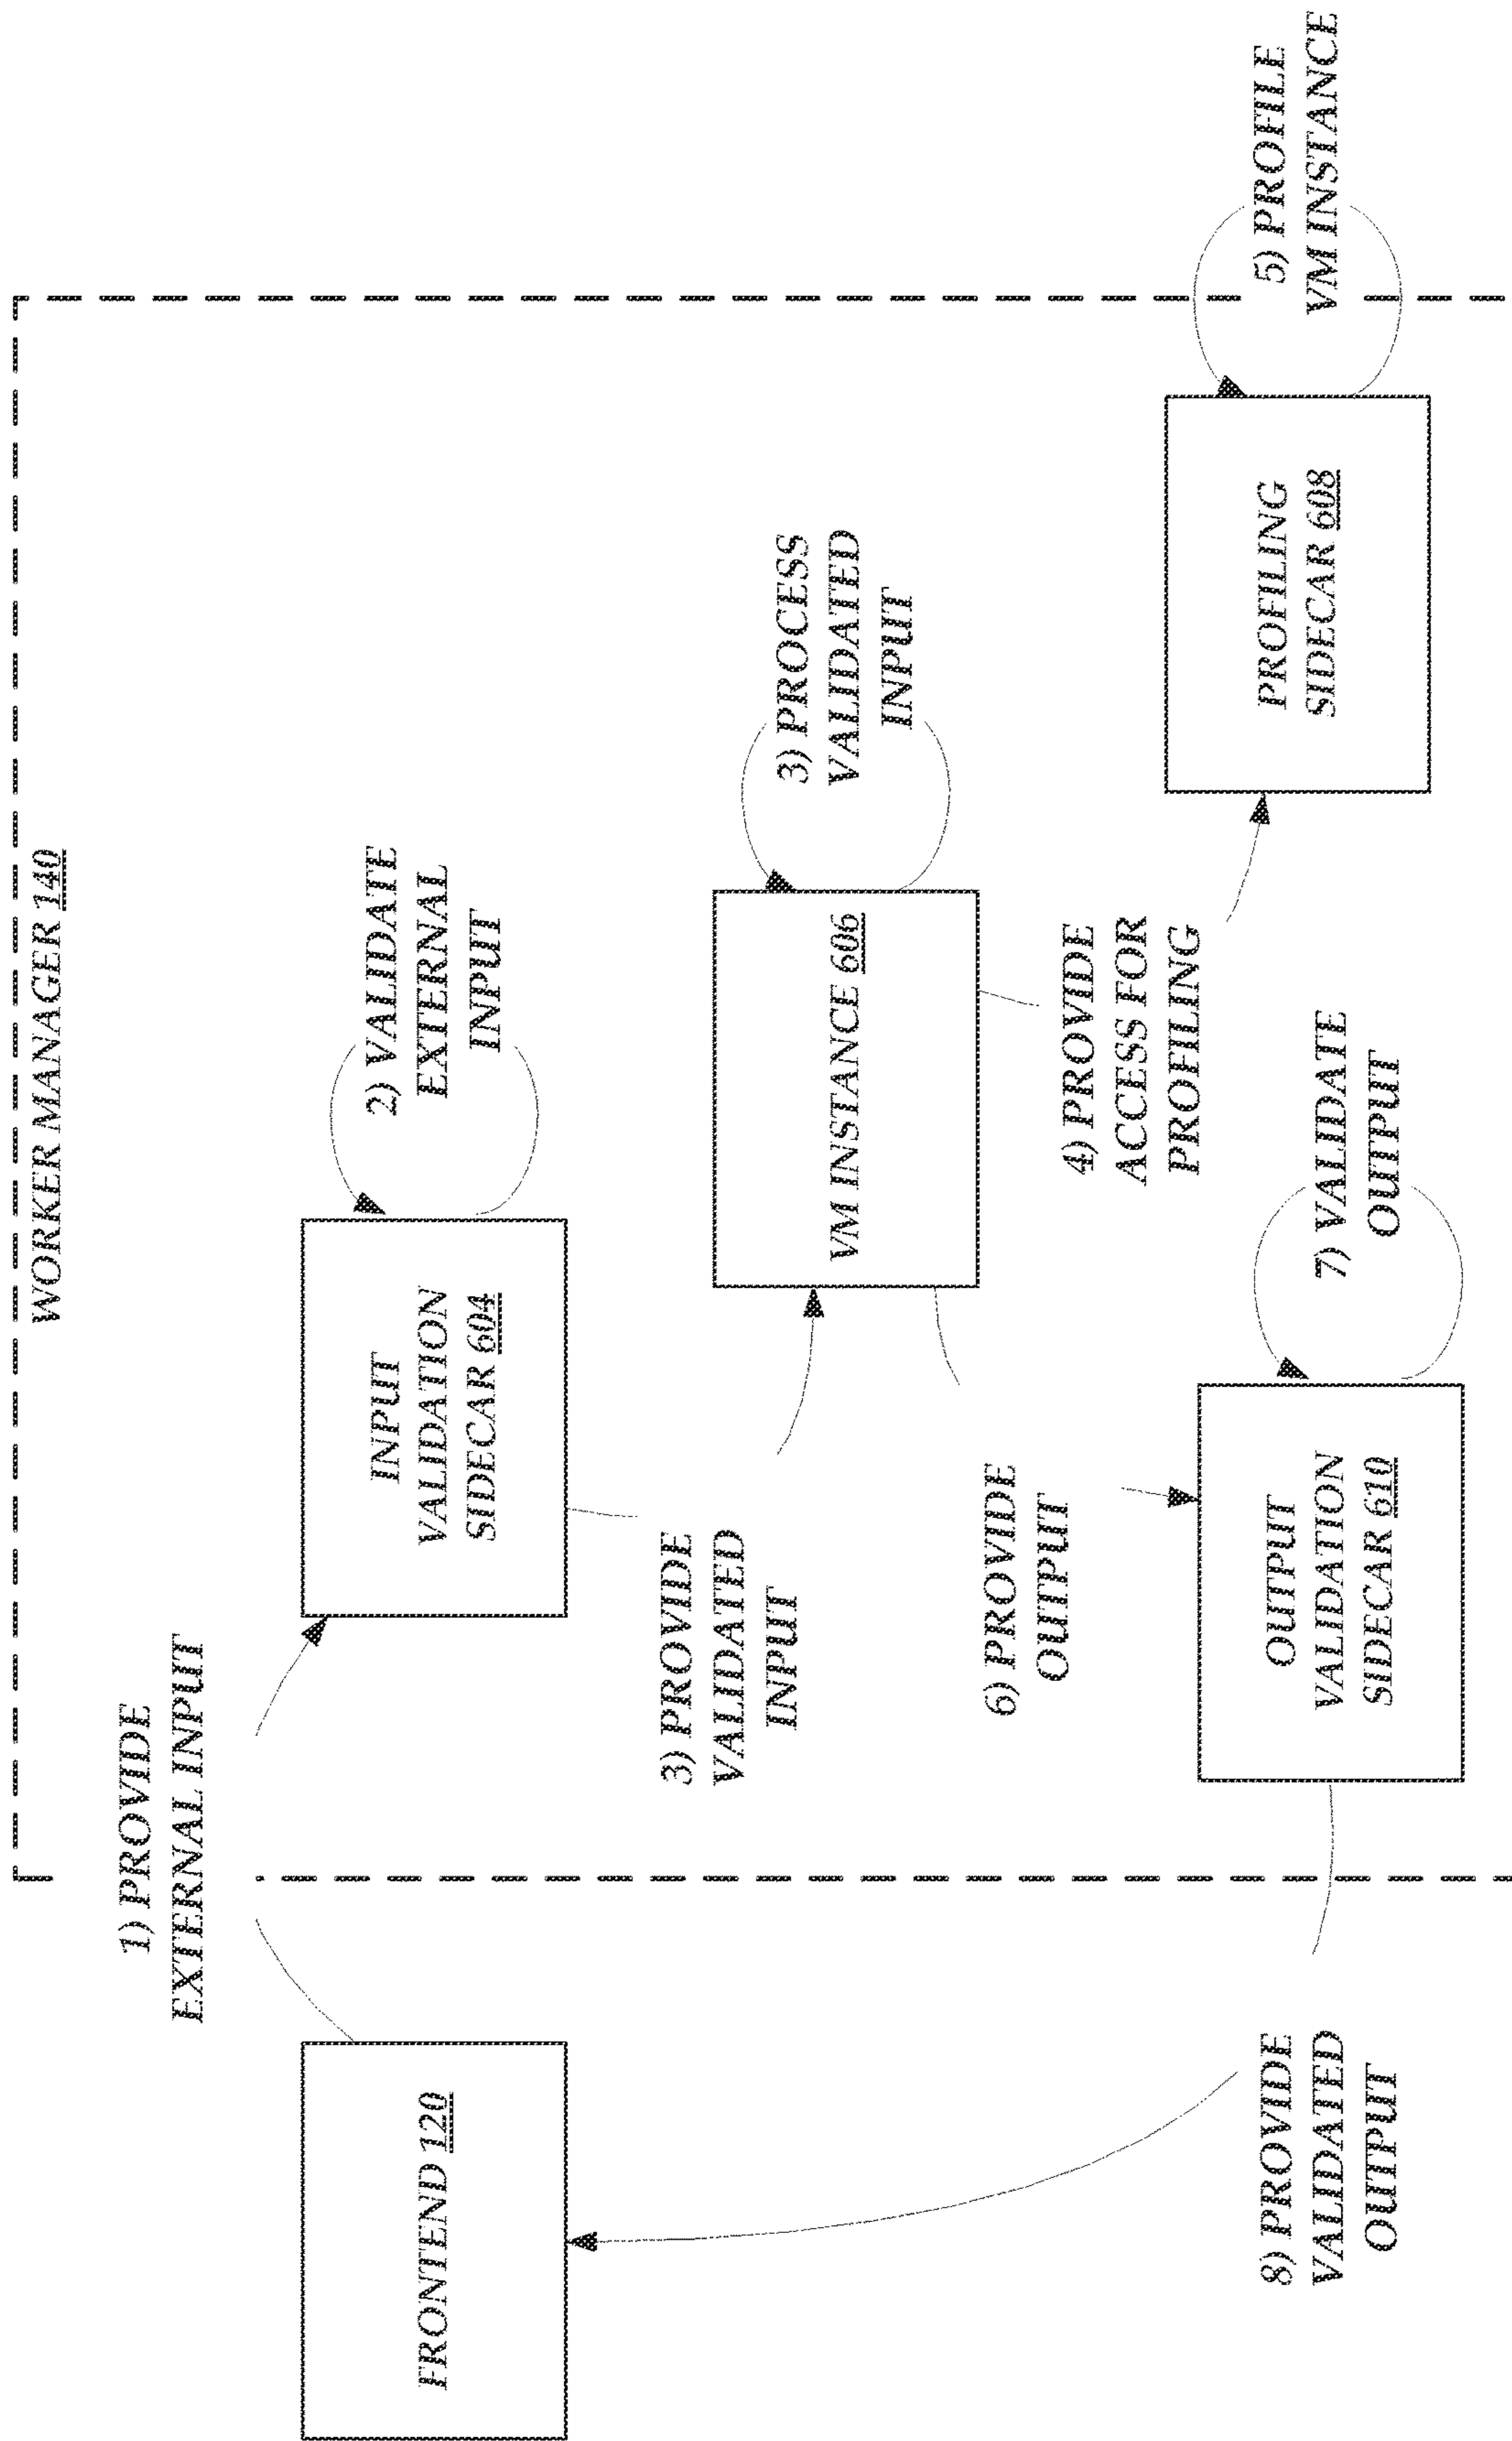 WORKER MANAGER 140
1) PROVIDE
EXTERNAL INPUT
FRONTEND 120
INPUT
VALIDATION
SIDECAR 604
2) VALIDATE
EXTERNAL
INPUT
3) PROVIDE
VALIDATED
INPUT
VM INSTANCE 606
3) PROCESS
VALIDATED
INPUT
4) PROVIDE
ACCESS FOR
PROFILING
PROFILING
SIDECAR 608
5) PROFILE
VM INSTANCE
6) PROVIDE
OUTPUT
OUTPUT
VALIDATION
SIDECAR 610
7) VALIDATE
OUTPUT
8) PROVIDE
VALIDATED
OUTPUT